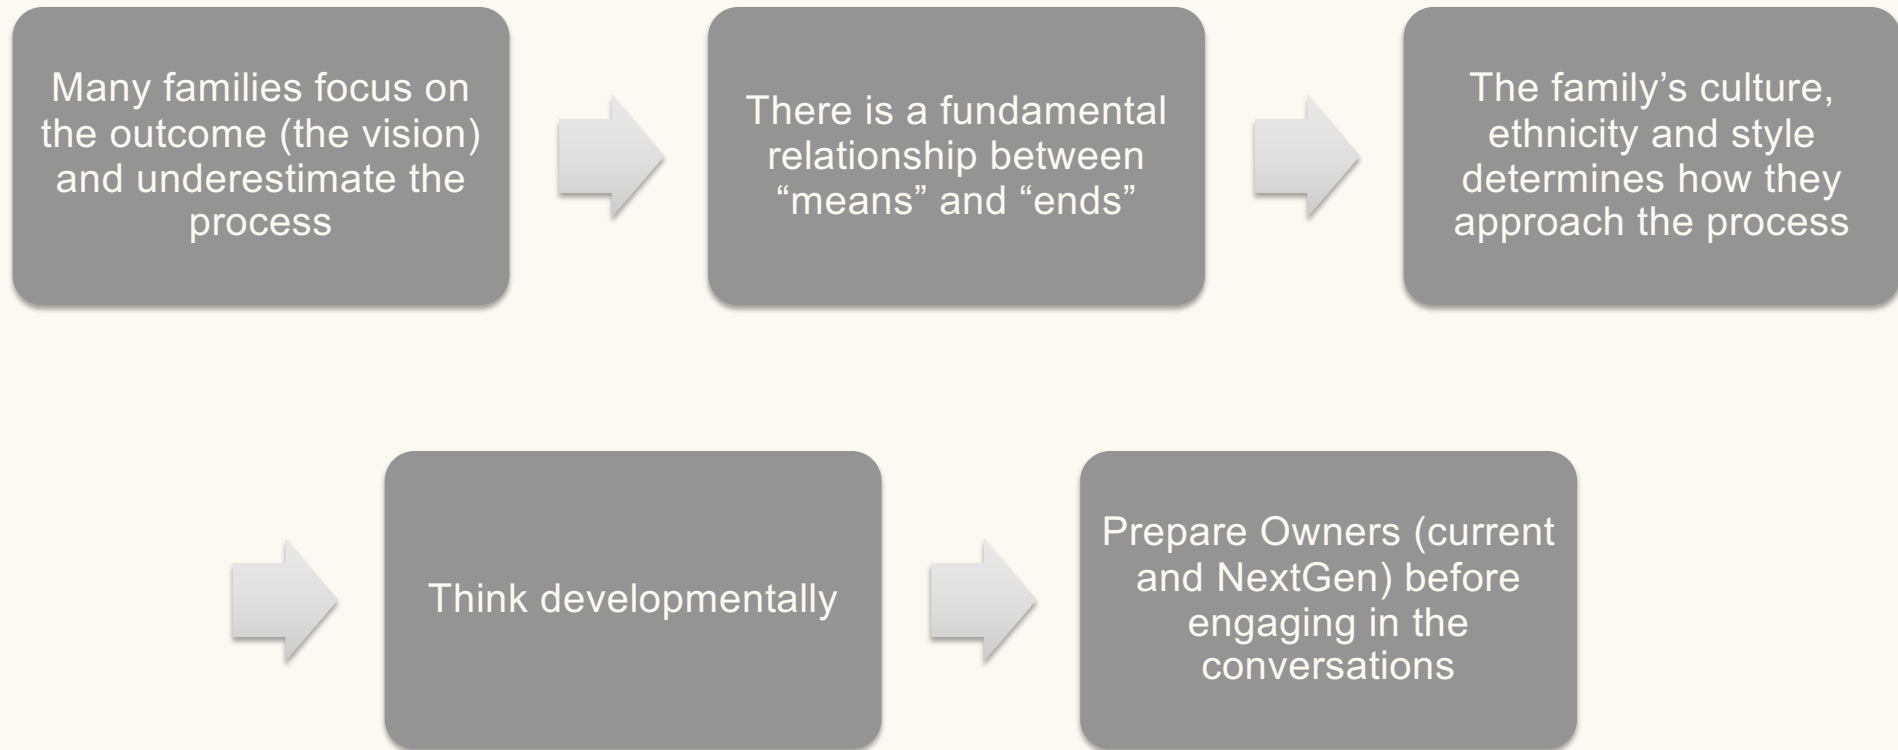 Many families focus on
the outcome (the vision)
and underestimate the
process
There is a fundamental
relationship between
“means” and “ends”
The family’s culture,
ethnicity and style
determines how they
approach the process
Think developmentally
Prepare Owners (current
and NextGen) before
engaging in the
conversations